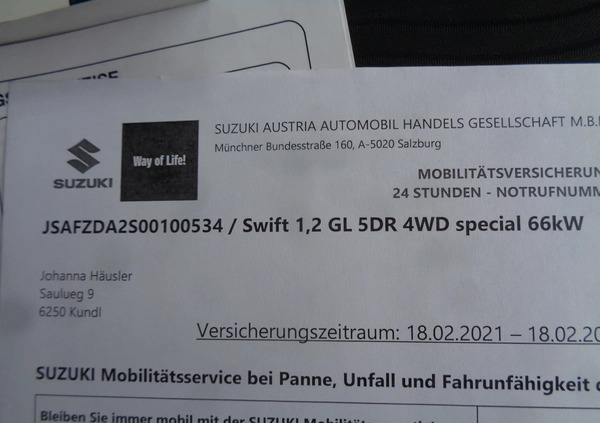 SUZUKI
Way of Life!
SUZUKI AUSTRIA AUTOMOBIL HANDELS GESELLSCHAFT M.B.
Münchner Bundesstraße 160, A-5020 Salzburg
MOBILITÄTSVERSICHERUN
24 STUNDEN - NOTRUFNUMM
JSAFZDA2S00100534 / Swift 1,2 GL 5DR 4WD special 66kW
Johanna Häusler
Saulueg 9
6250 Kundl
Versicherungszeitraum: 18.02.2021 – 18.02.20
SUZUKI Mobilitätsservice bei Panne, Unfall und Fahrunfähigkeit
Bleiben Sie immer mobil mit der SUZUKI